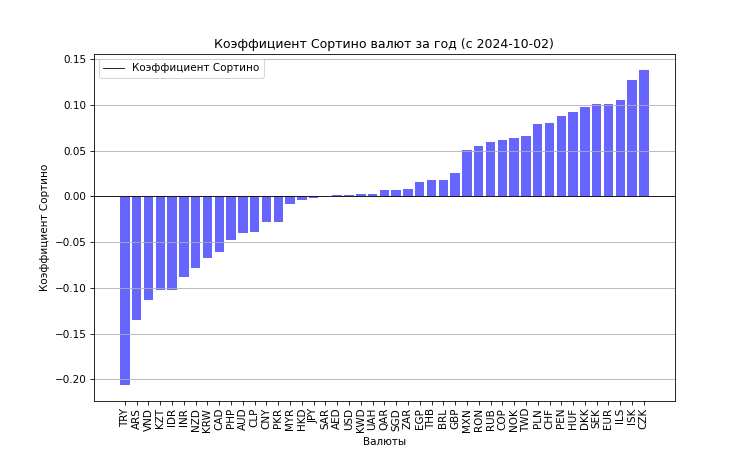 Коэффициент Сортино валют за год (с 2024-10-02)
Коэффициент Сортино
0.15
0.10
0.05
0.00
−0.05
−0.10
−0.15
−0.20
Коэффициент Сортино
TRY
ARS
VND
KZT
IDR
INR
NZD
KRW
CAD
PHP
AUD
CLP
CNY
PKR
MYR
HKD
JPY
SAR
AED
USD
KWD
UAH
QAR
SGD
ZAR
EGP
THB
BRL
GBP
MXN
RON
RUB
COP
NOK
TWD
PLN
CHF
PEN
HUF
DKK
SEK
EUR
ILS
ISK
CZK
Валюты